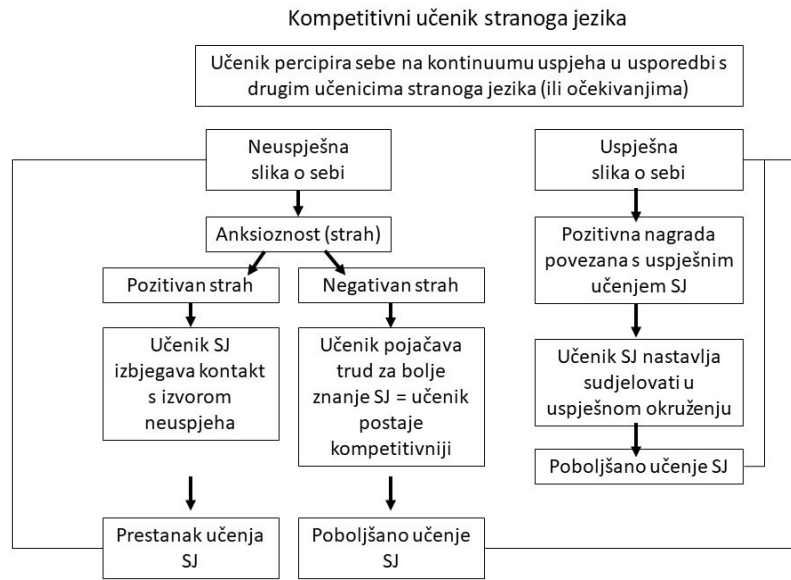 Kompetitivni učenik stranoga jezika
Učenik percipira sebe na kontinuumu uspjeha u usporedbi s
drugim učenicima stranoga jezika (ili očekivanjima)
Neuspješna
slika o sebi
Uspješna
slika o sebi
Anksioznost (strah)
Pozitivna nagrada
povezana s uspješnim
učenjem SJ
Pozitivan strah
Negativan strah
Učenik SJ
izbjegava kontakt
s izvorom
neuspjeha
Učenik pojačava
trud za bolje
znanje SJ = učenik
postaje
kompetitivniji
Učenik SJ nastavlja
sudjelovati u
uspješnom okruženju
Poboljšano učenje SJ
Prestanak učenja
SJ
Poboljšano učenje
SJ